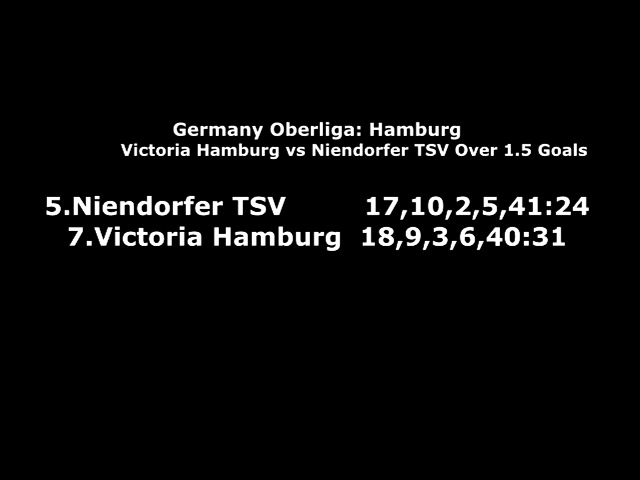 Germany Oberliga: Hamburg
Victoria Hamburg vs Niendorfer TSV Over 1.5 Goals
5.Niendorfer TSV 17,10,2,5,41:24
7.Victoria Hamburg 18,9,3,6,40:31